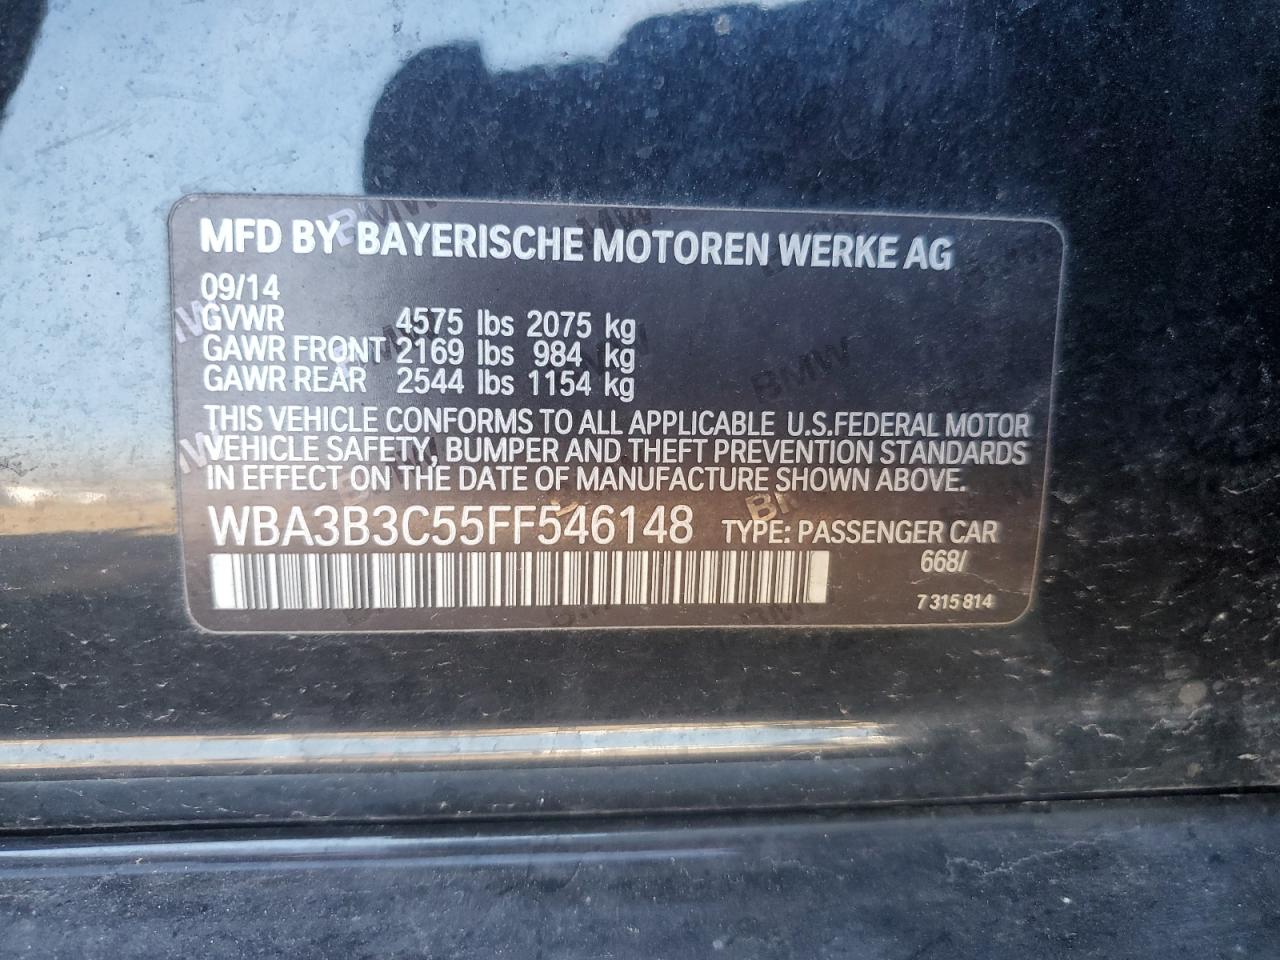 MFD BY BAYERISCHE MOTOREN WERKE AG
09/14
GVWR 4575 lbs 2075 kg
GAWR FRONT 2169 lbs 984 kg
GAWR REAR 2544 lbs 1154 kg
THIS VEHICLE CONFORMS TO ALL APPLICABLE U.S.FEDERAL MOTOR
VEHICLE SAFETY, BUMPER AND THEFT PREVENTION STANDARDS
IN EFFECT ON THE DATE OF MANUFACTURE SHOWN ABOVE.
WBA3B3C55FF546148 TYPE: PASSENGER CAR
668/
7 315 814